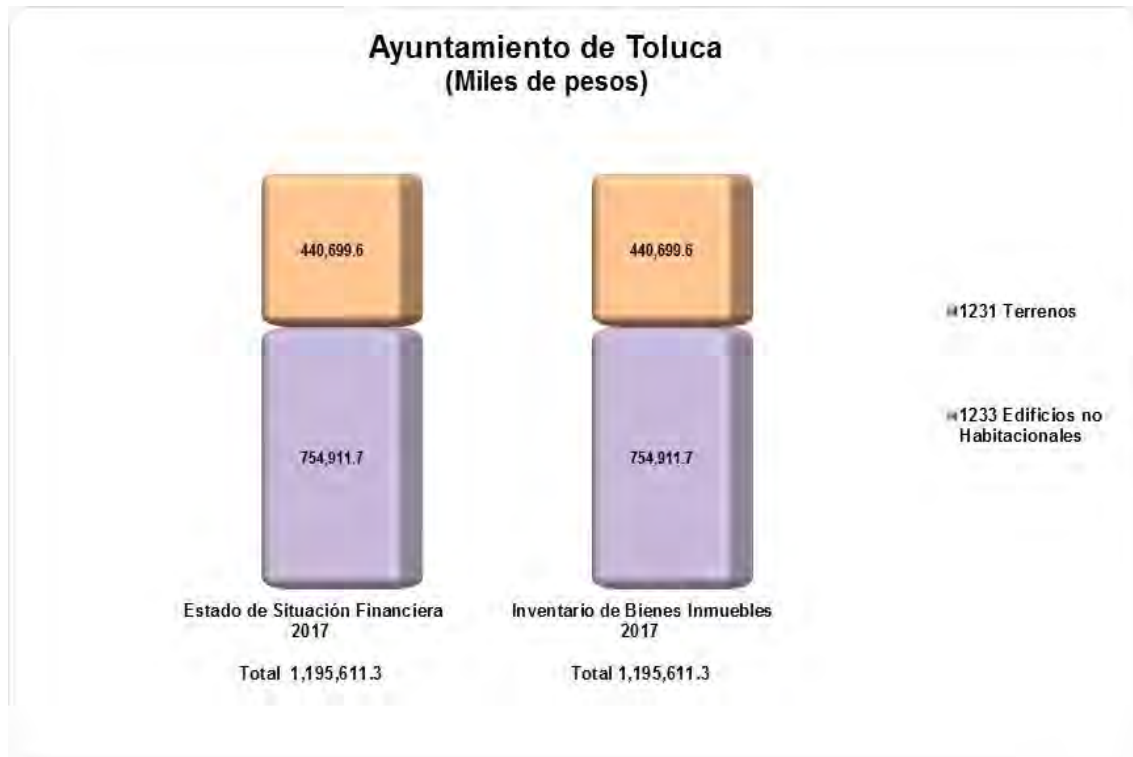 Ayuntamiento de Toluca
(Miles de pesos)
440,699.6
440,699.6
1231 Terrenos
1233 Edificios no
Habitacionales
754,911.7
754,911.7
Estado de Situación Financiera
2017
Inventario de Bienes Inmuebles
2017
Total 1,195,611.3
Total 1,195,611.3